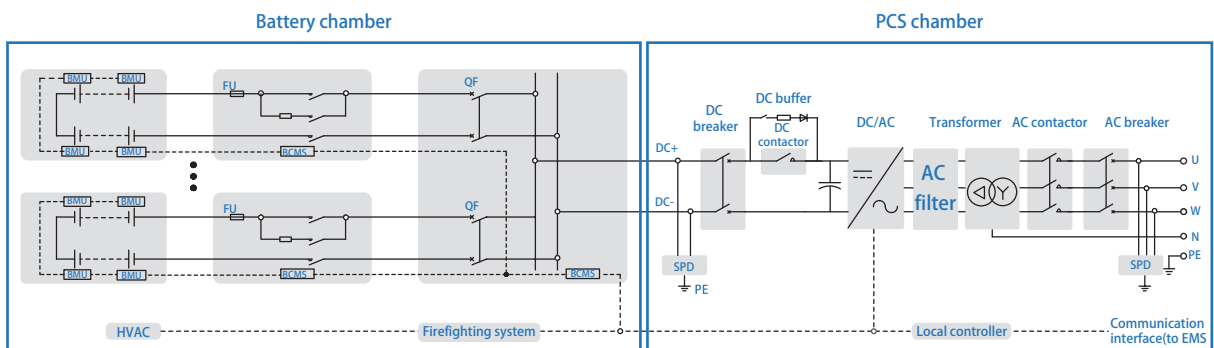 Battery chamber
PCS chamber
BMU
BMU
FU
QF
BMU
BMU
BCMS
BMU
BMU
FU
QF
BMU
BMU
BCMS
BCMS
HVAC
Firefighting system
DC+
DC-
DC
breaker
DC buffer
DC
contactor
DC/AC
Transformer
AC contactor
AC breaker
AC
filter
U
V
W
N
PE
SPD
PE
SPD
Local controller
Communication
interface(to EMS